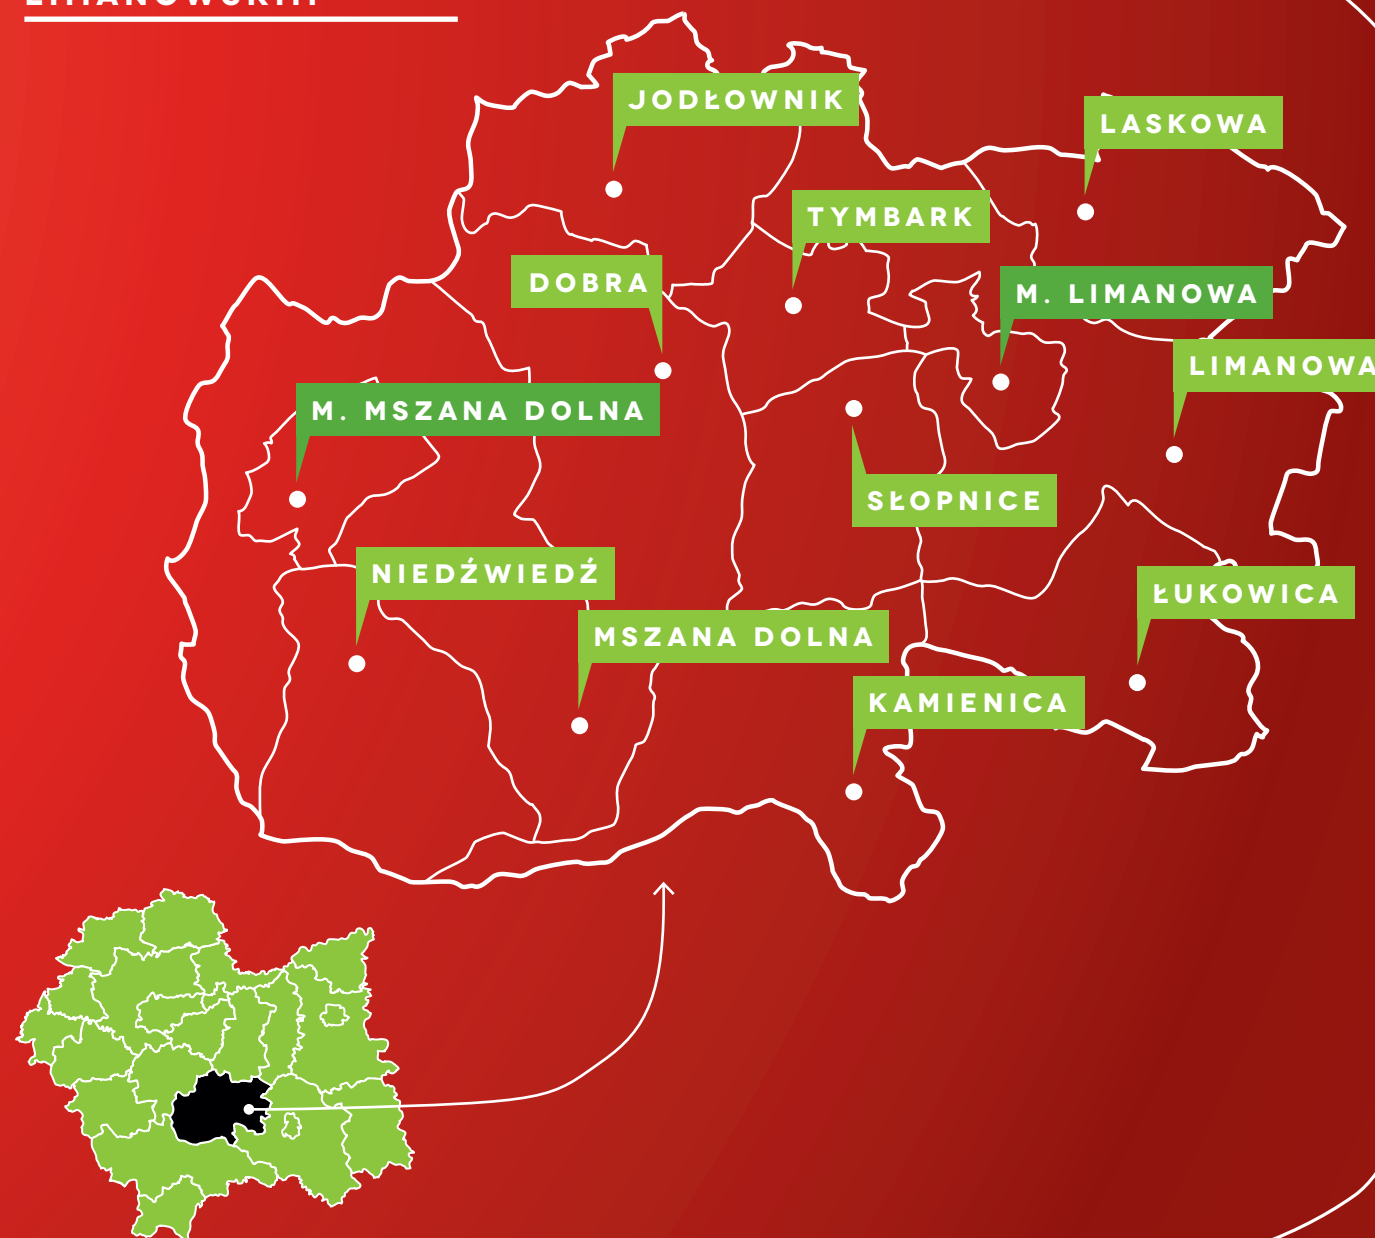 JODŁOWNIK
LASKOWA
TYMBARK
DOBRA
M. LIMANOWA
LIMANOWA
M. MSZANA DOLNA
SŁOPNICE
NIEDŹWIEDŹ
ŁUKOWICA
MSZANA DOLNA
KAMIENICA